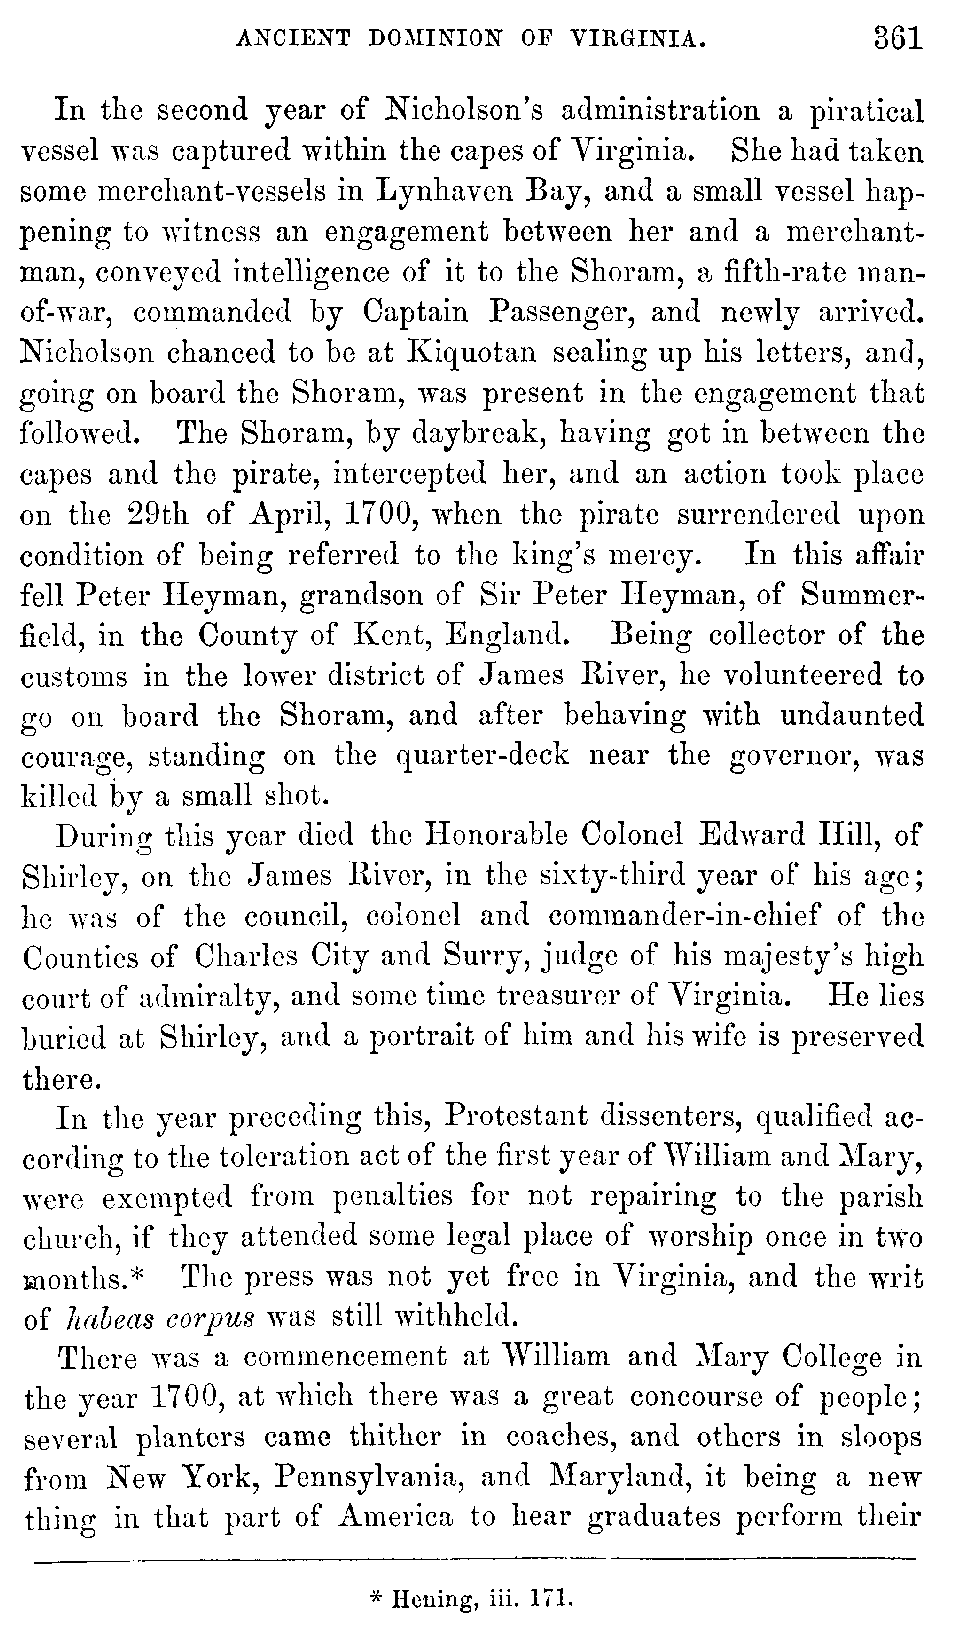 ANCIENT DOMINION OF VIRGINIA. 361
In the second year of Nicholson's administration a piratical
vessel was captured within the capes of Virginia. She had taken
some merchant-vessels in Lynhaven Bay, and a small vessel hap-
pening to witness an engagement between her and a merchant-
man, conveyed intelligence of it to the Shoram, a fifth-rate man-
of-war, commanded by Captain Passenger, and newly arrived.
Nicholson chanced to be at Kiquotan sealing up his letters, and,
going on board the Shoram, was present in the engagement that
followed. The Shoram, by daybreak, having got in between the
capes and the pirate, intercepted her, and an action took place
on the 29th of April, 1700, when the pirate surrendered upon
condition of being referred to the king's mercy. In this affair
fell Peter Heyman, grandson of Sir Peter Heyman, of Summer-
field, in the County of Kent, England. Being collector of the
customs in the lower district of James River, he volunteered to
go on board the Shoram, and after behaving with undaunted
courage, standing on the quarter-deck near the governor, was
killed by a small shot.
During this year died the Honorable Colonel Edward Hill, of
Shirley, on the James River, in the sixty-third year of his age;
he was of the council, colonel and commander-in-chief of the
Counties of Charles City and Surry, judge of his majesty's high
court of admiralty, and some time treasurer of Virginia. He lies
buried at Shirley, and a portrait of him and his wife is preserved
there.
In the year preceding this, Protestant dissenters, qualified ac-
cording to the toleration act of the first year of William and Mary,
were exempted from penalties for not repairing to the parish
church, if they attended some legal place of worship once in two
months.* The press was not yet free in Virginia, and the writ
of habeas corpus was still withheld.
There was a commencement at William and Mary College in
the year 1700, at which there was a great concourse of people;
several planters came thither in coaches, and others in sloops
from New York, Pennsylvania, and Maryland, it being a new
thing in that part of America to hear graduates perform their
* Hening, iii. 171.